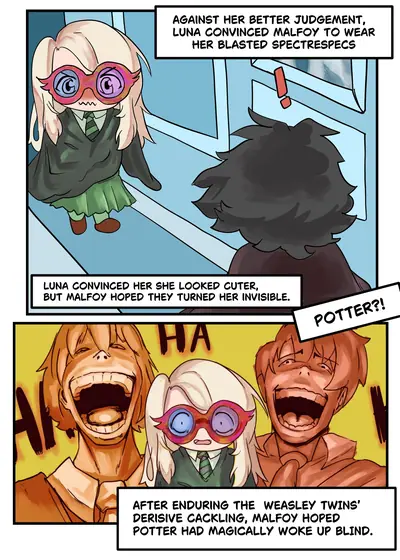 AGAINST HER BETTER JUDGEMENT,
LUNA CONVINCED MALFOY TO WEAR
HER BLASTED SPECTRESPECS
!
LUNA CONVINCED HER SHE LOOKED CUTER,
BUT MALFOY HOPED THEY TURNED HER INVISIBLE.
POTTER?!
HA
HA
H
AFTER ENDURING THE WEASLEY TWINS'
DERISIVE CACKLING, MALFOY HOPED
POTTER HAD MAGICALLY WOKE UP BLIND.